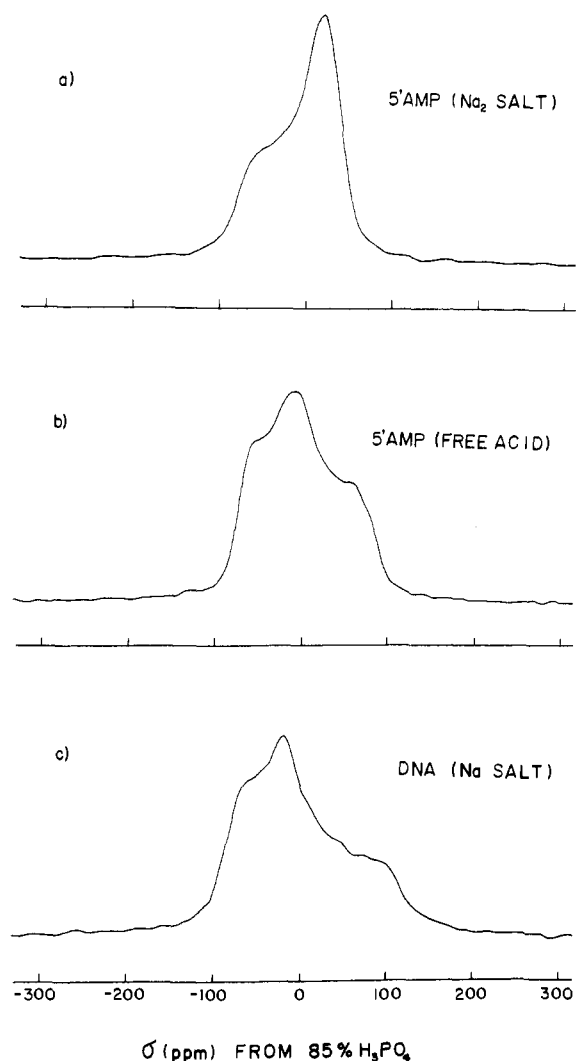 a)
5'AMP (Na₂ SALT)
b)
5'AMP (FREE ACID)
c)
DNA (Na SALT)
-300 -200 -100 0 100 200 300
σ (ppm) FROM 85% H₃PO₄